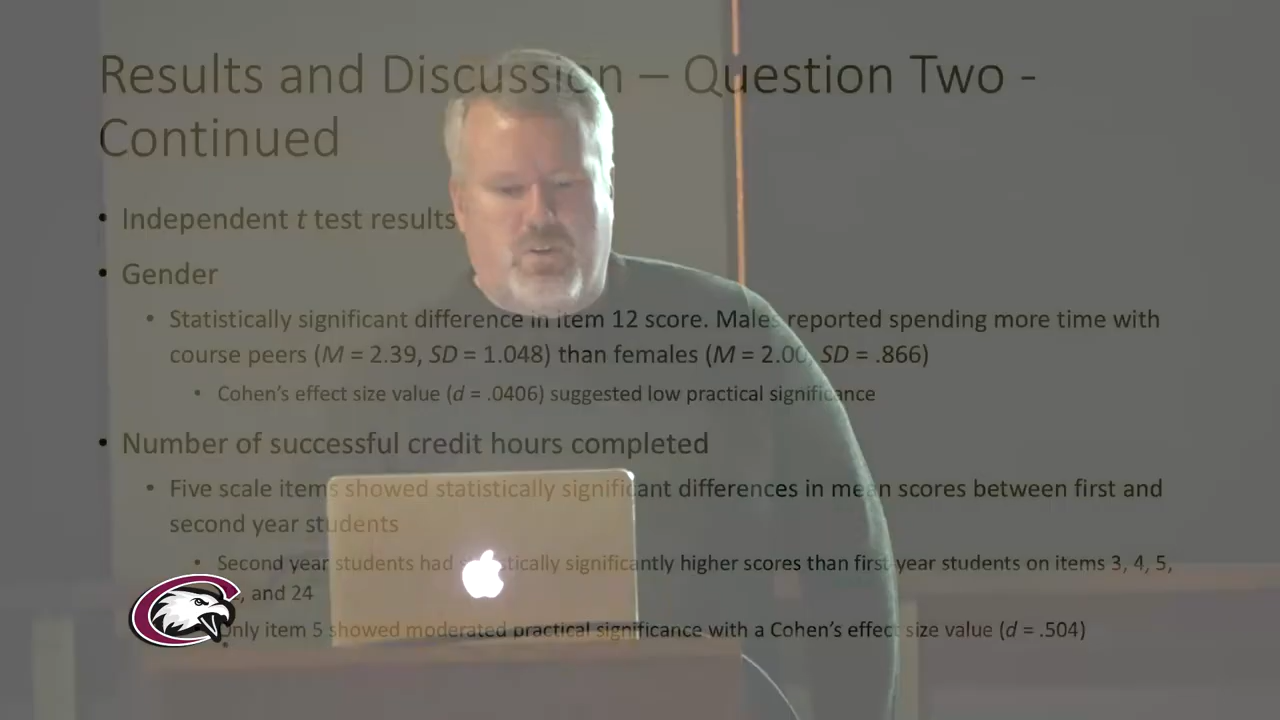 Results and Discussion – Question Two -
Continued
• Independent t test results
• Gender
• Statistically significant difference in item 12 score. Males reported spending more time with
course peers (M = 2.39, SD = 1.048) than females (M = 2.00, SD = .866)
• Cohen's effect size value (d = .0406) suggested low practical significance
• Number of successful credit hours completed
• Five scale items showed statistically significant differences in mean scores between first and
second year students
• Second year students had statistically significantly higher scores than first year students on items 3, 4, 5,
, and 24
Only item 5 showed moderated practical significance with a Cohen's effect size value (d = .504)